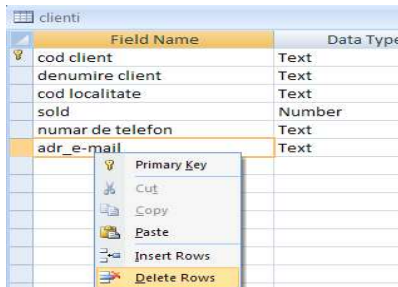 clienti
Field Name Data Type
cod client Text
denumire client Text
cod localitate Text
sold Number
numar de telefon Text
adr_e-mail Text
Primary Key
Cut
Copy
Paste
Insert Rows
Delete Rows